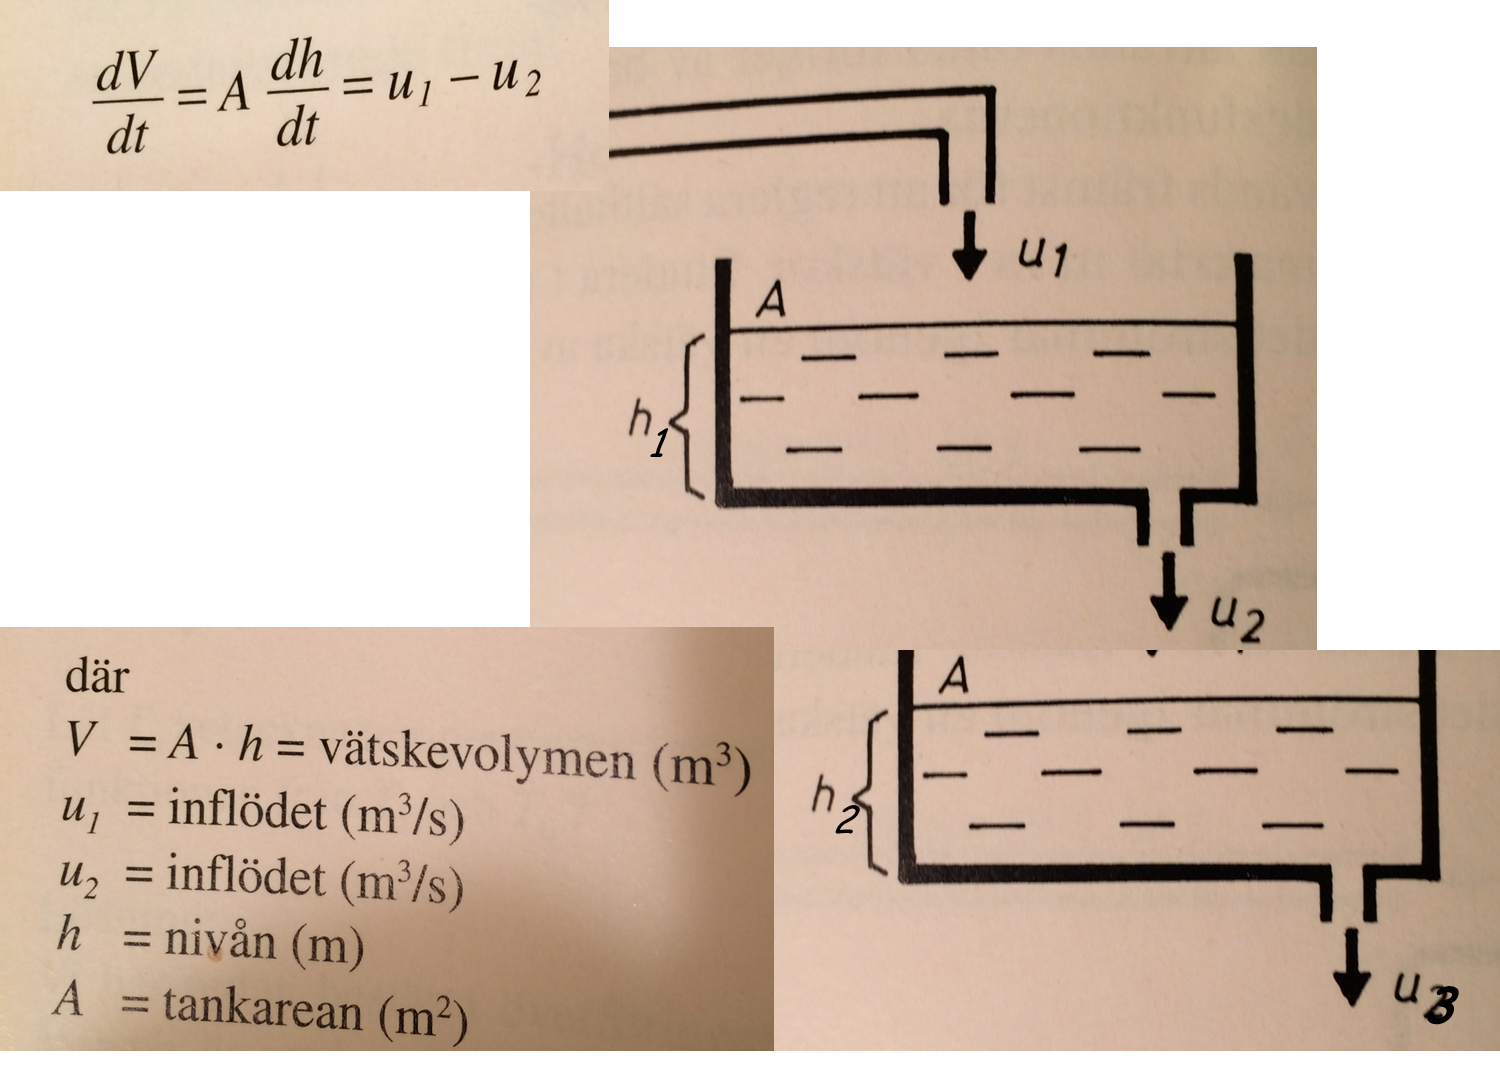 dV/dt = A dh/dt = u₁ − u₂
u1
A
h1
u2
där
V = A · h = vätskevolymen (m³)
u₁ = inflödet (m³/s)
u₂ = inflödet (m³/s)
h = nivån (m)
A = tankarean (m²)
A
h2
u3